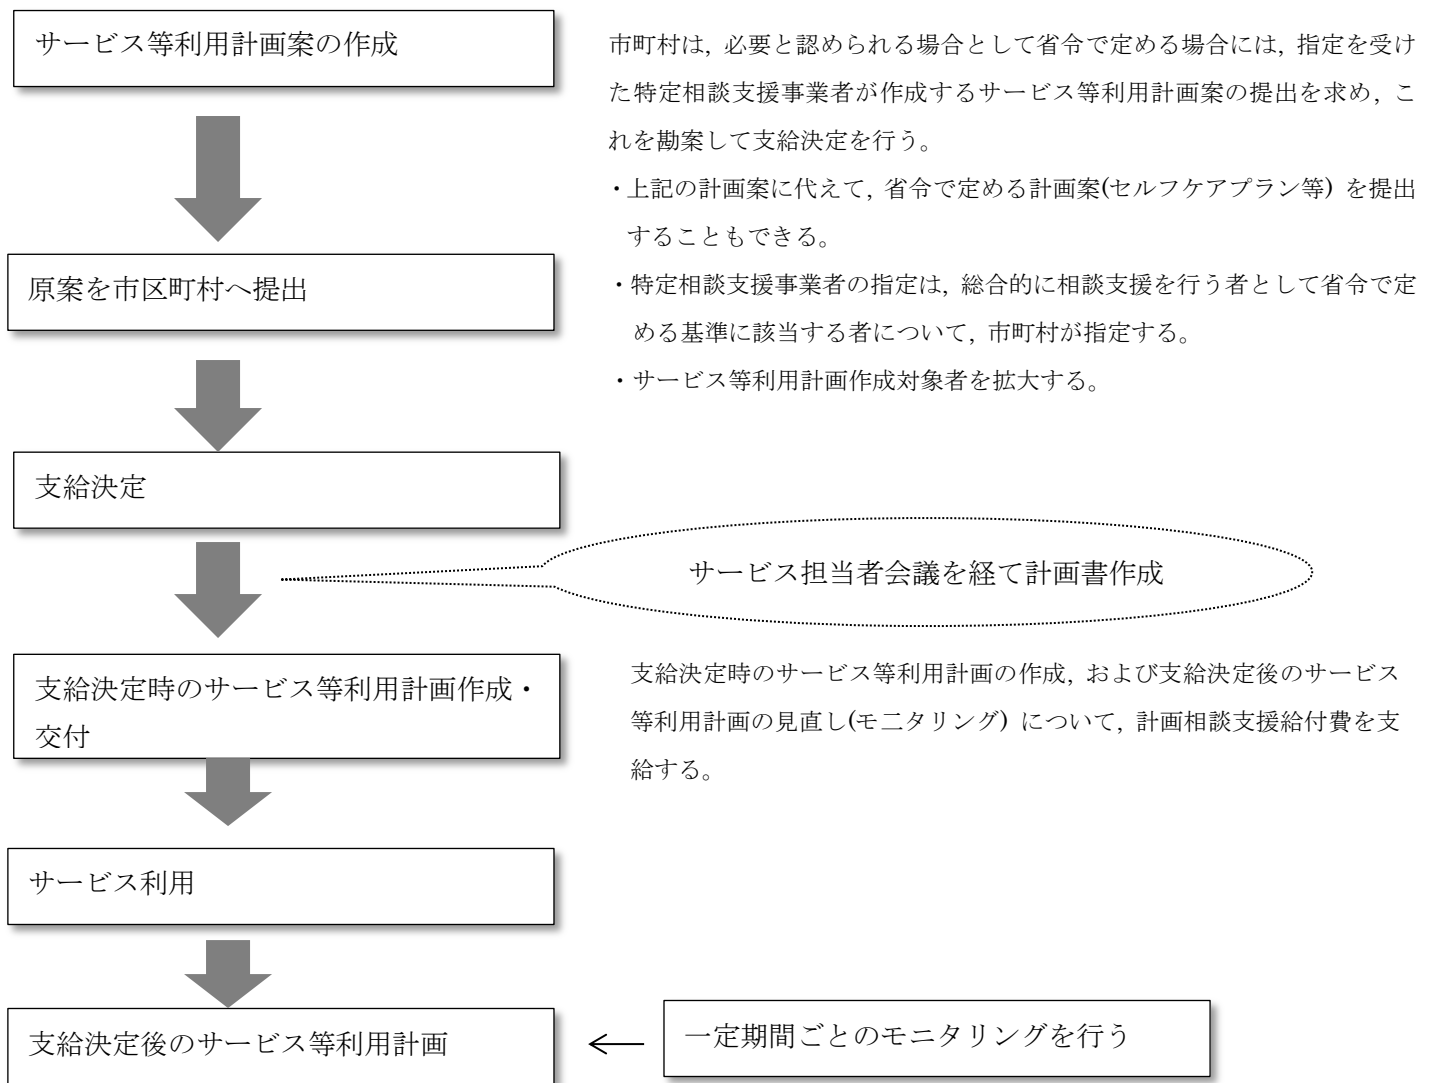 サービス等利用計画案の作成
市町村は, 必要と認められる場合として省令で定める場合には, 指定を受け
た特定相談支援事業者が作成するサービス等利用計画案の提出を求め, こ
れを勘案して支給決定を行う。
・上記の計画案に代えて, 省令で定める計画案(セルフケアプラン等) を提出
することもできる。
・特定相談支援事業者の指定は, 総合的に相談支援を行う者として省令で定
める基準に該当する者について, 市町村が指定する。
・サービス等利用計画作成対象者を拡大する。
原案を市区町村へ提出
支給決定
サービス担当者会議を経て計画書作成
支給決定時のサービス等利用計画作成・
交付
支給決定時のサービス等利用計画の作成, および支給決定後のサービス
等利用計画の見直し(モニタリング) について, 計画相談支援給付費を支
給する。
サービス利用
支給決定後のサービス等利用計画
一定期間ごとのモニタリングを行う